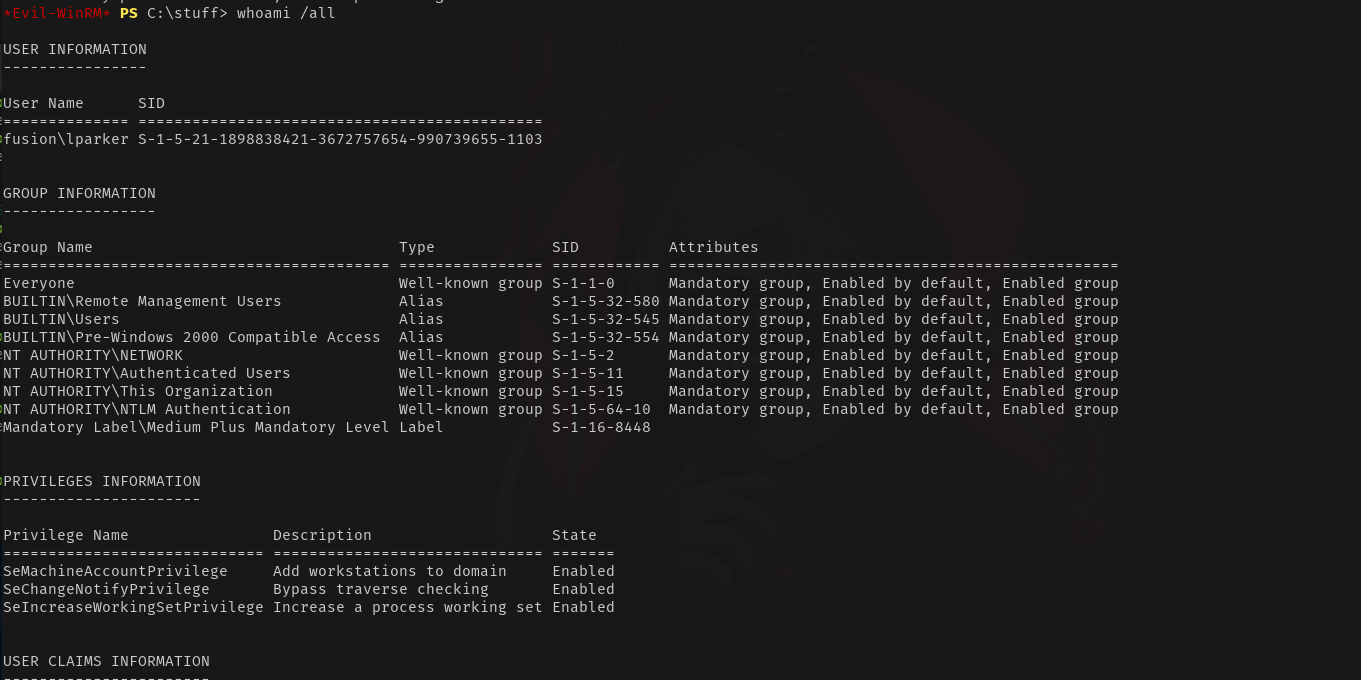 *Evil-WinRM* PS C:\stuff> whoami /all

USER INFORMATION
----------------

User Name      SID
============== =============================================
fusion\lparker S-1-5-21-1898838421-3672757654-990739655-1103

GROUP INFORMATION
-----------------

Group Name                                  Type             SID          Attributes
=========================================== ================ ============ ==================================================
Everyone                                    Well-known group S-1-1-0      Mandatory group, Enabled by default, Enabled group
BUILTIN\Remote Management Users             Alias            S-1-5-32-580 Mandatory group, Enabled by default, Enabled group
BUILTIN\Users                               Alias            S-1-5-32-545 Mandatory group, Enabled by default, Enabled group
BUILTIN\Pre-Windows 2000 Compatible Access  Alias            S-1-5-32-554 Mandatory group, Enabled by default, Enabled group
NT AUTHORITY\NETWORK                        Well-known group S-1-5-2      Mandatory group, Enabled by default, Enabled group
NT AUTHORITY\Authenticated Users            Well-known group S-1-5-11     Mandatory group, Enabled by default, Enabled group
NT AUTHORITY\This Organization              Well-known group S-1-5-15     Mandatory group, Enabled by default, Enabled group
NT AUTHORITY\NTLM Authentication            Well-known group S-1-5-64-10  Mandatory group, Enabled by default, Enabled group
Mandatory Label\Medium Plus Mandatory Level Label            S-1-16-8448

PRIVILEGES INFORMATION
----------------------

Privilege Name                Description                    State
============================= ============================== =======
SeMachineAccountPrivilege     Add workstations to domain     Enabled
SeChangeNotifyPrivilege       Bypass traverse checking       Enabled
SeIncreaseWorkingSetPrivilege Increase a process working set Enabled

USER CLAIMS INFORMATION
-----------------------